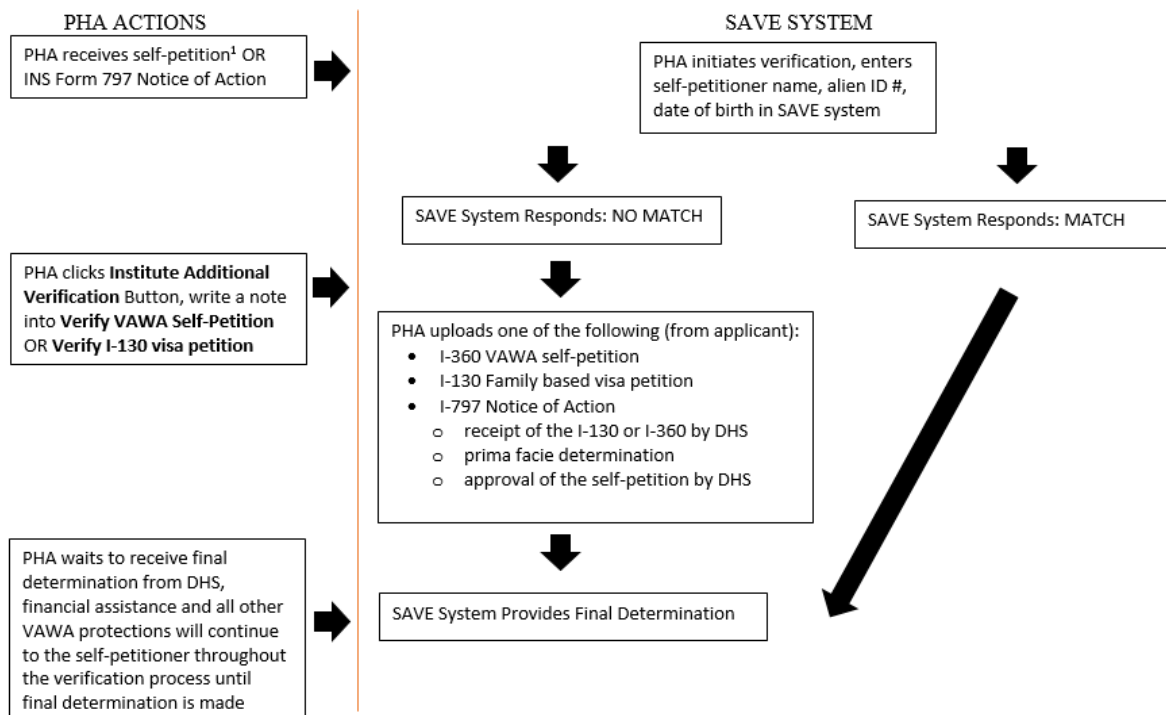 PHA ACTIONS
SAVE SYSTEM
PHA receives self-petition¹ OR
INS Form 797 Notice of Action
PHA initiates verification, enters
self-petitioner name, alien ID #,
date of birth in SAVE system
SAVE System Responds: NO MATCH
SAVE System Responds: MATCH
PHA clicks Institute Additional
Verification Button, write a note
into Verify VAWA Self-Petition
OR Verify I-130 visa petition
PHA uploads one of the following (from applicant):
• I-360 VAWA self-petition
• I-130 Family based visa petition
• I-797 Notice of Action
o receipt of the I-130 or I-360 by DHS
o prima facie determination
o approval of the self-petition by DHS
PHA waits to receive final
determination from DHS,
financial assistance and all other
VAWA protections will continue
to the self-petitioner throughout
the verification process until
final determination is made
SAVE System Provides Final Determination